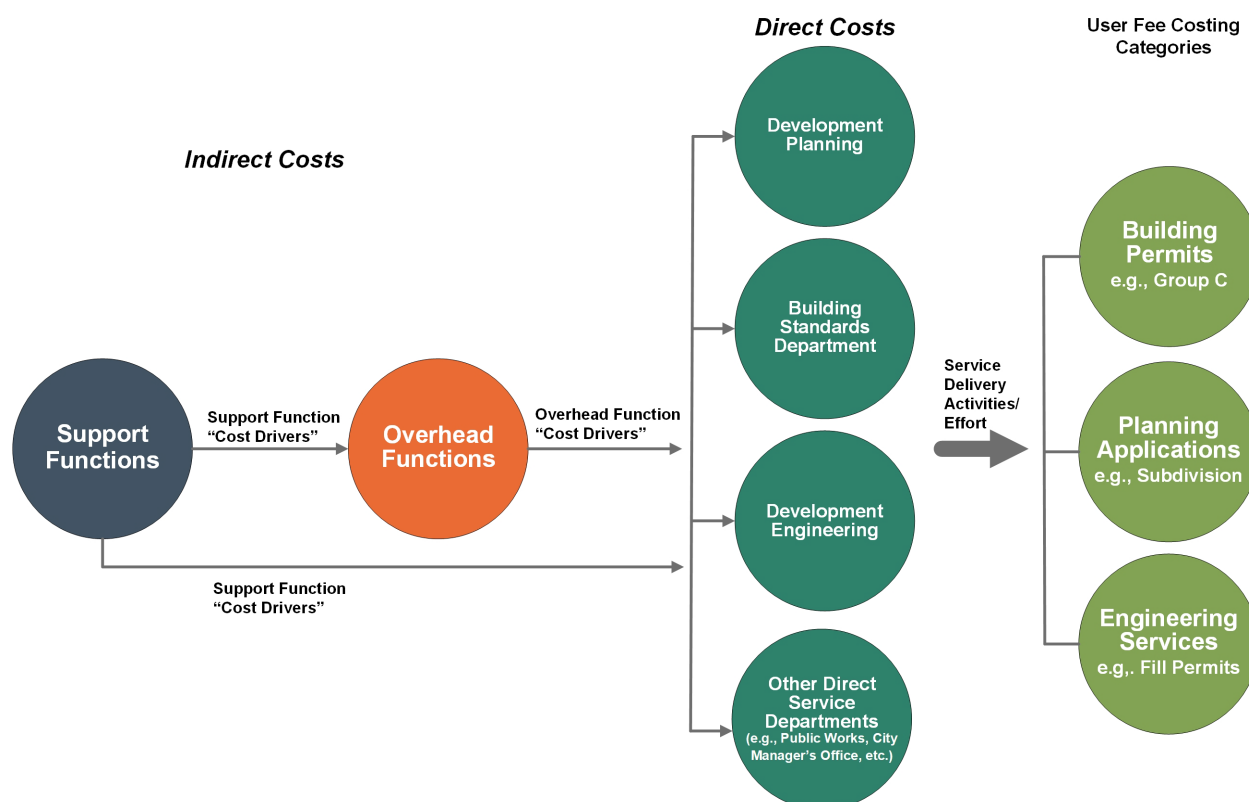 Direct Costs
User Fee Costing
Categories
Indirect Costs
Development
Planning
Building
Permits
e.g., Group C
Building
Standards
Department
Service
Delivery
Activities/
Effort
Support
Functions
Support Function
“Cost Drivers”
Overhead
Functions
Overhead Function
“Cost Drivers”
Planning
Applications
e.g., Subdivision
Development
Engineering
Support Function
“Cost Drivers”
Engineering
Services
e.g,. Fill Permits
Other Direct
Service
Departments
(e.g., Public Works, City
Manager’s Office, etc.)